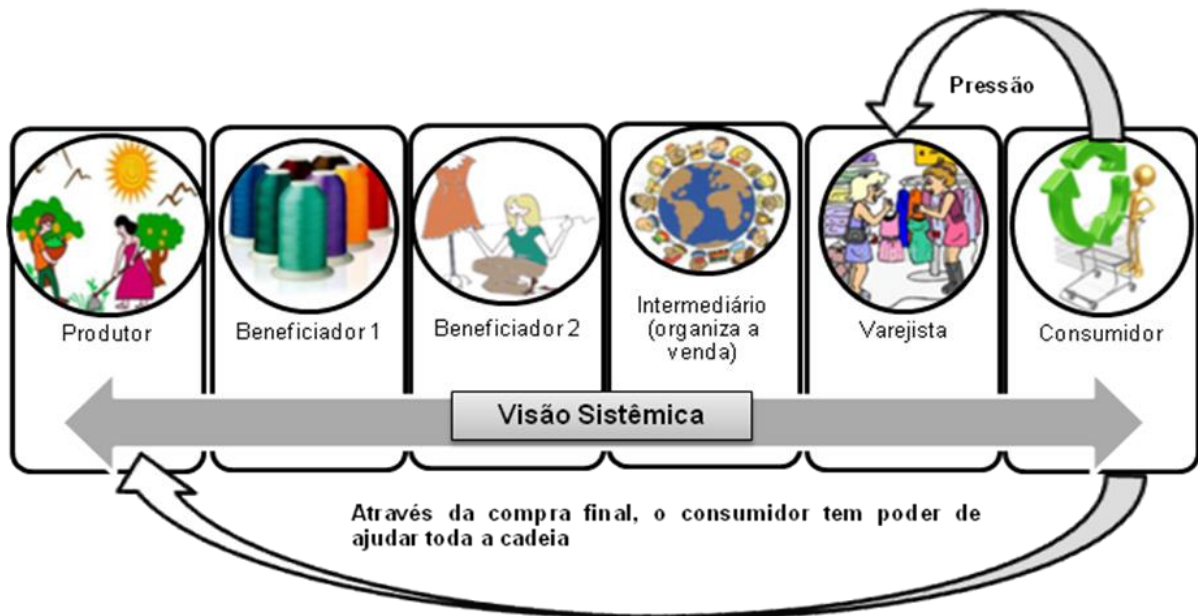 Pressão
Produtor
Beneficiador 1
Beneficiador 2
Intermediário
(organiza a
venda)
Varejista
Consumidor
Visão Sistêmica
Através da compra final, o consumidor tem poder de
ajudar toda a cadeia